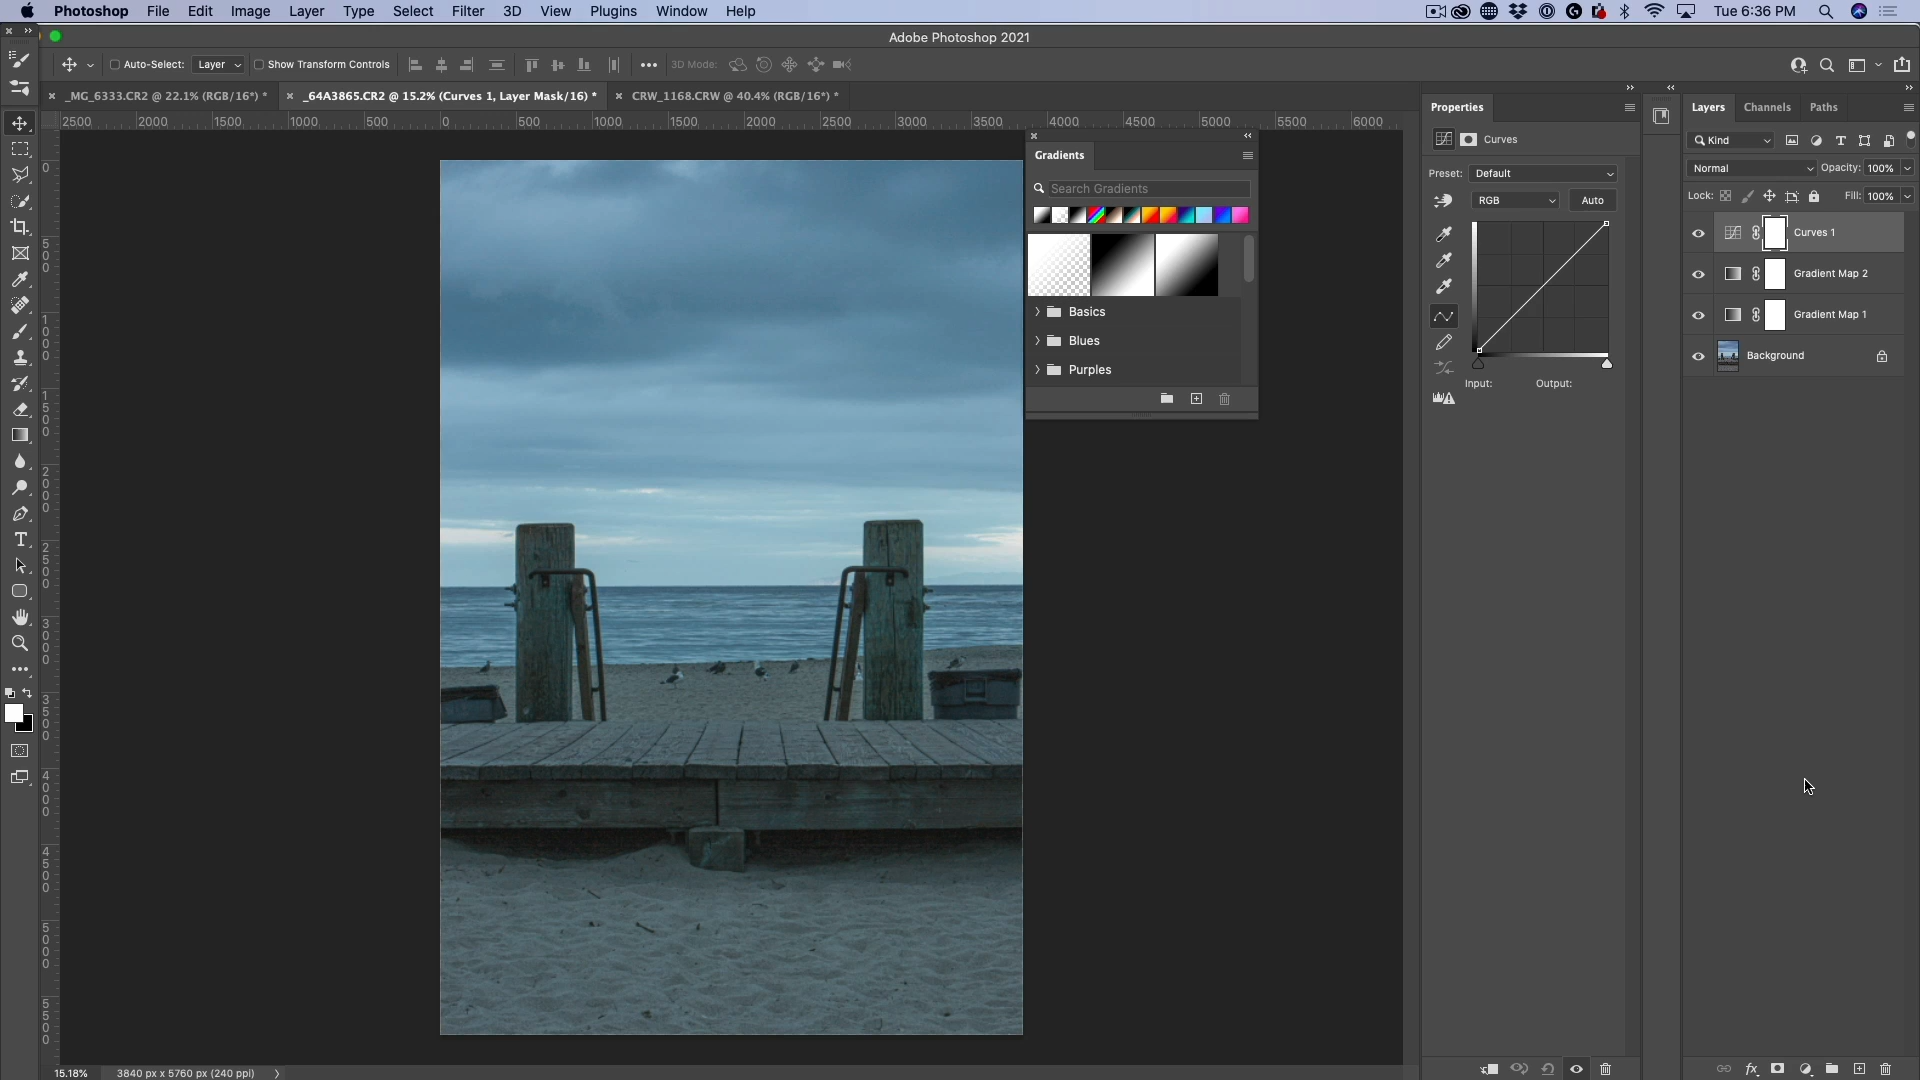 Photoshop File Edit Image Layer Type Select Filter 3D View Plugins Window Help Tue 6:36 PM
Adobe Photoshop 2021
Auto-Select: Layer Show Transform Controls 3D Mode:
_MG_6333.CR2 @ 22.1% (RGB/16*) * _64A3865.CR2 @ 15.2% (Curves 1, Layer Mask/16) * CRW_1168.CRW @ 40.4% (RGB/16*) *
2500 2000 1500 1000 500 0 500 1000 1500 2000 2500 3000 3500 4000 4500 5000 5500 6000
0
500
1000
1500
2000
2500
3000
3500
4000
4500
5000
5500
Gradients
Search Gradients
Basics
Blues
Purples
Properties
Curves
Preset: Default
RGB Auto
Input: Output:
Layers Channels Paths
Kind
Normal Opacity: 100%
Lock: Fill: 100%
Curves 1
Gradient Map 2
Gradient Map 1
Background
15.18% 3840 px x 5760 px (240 ppi)